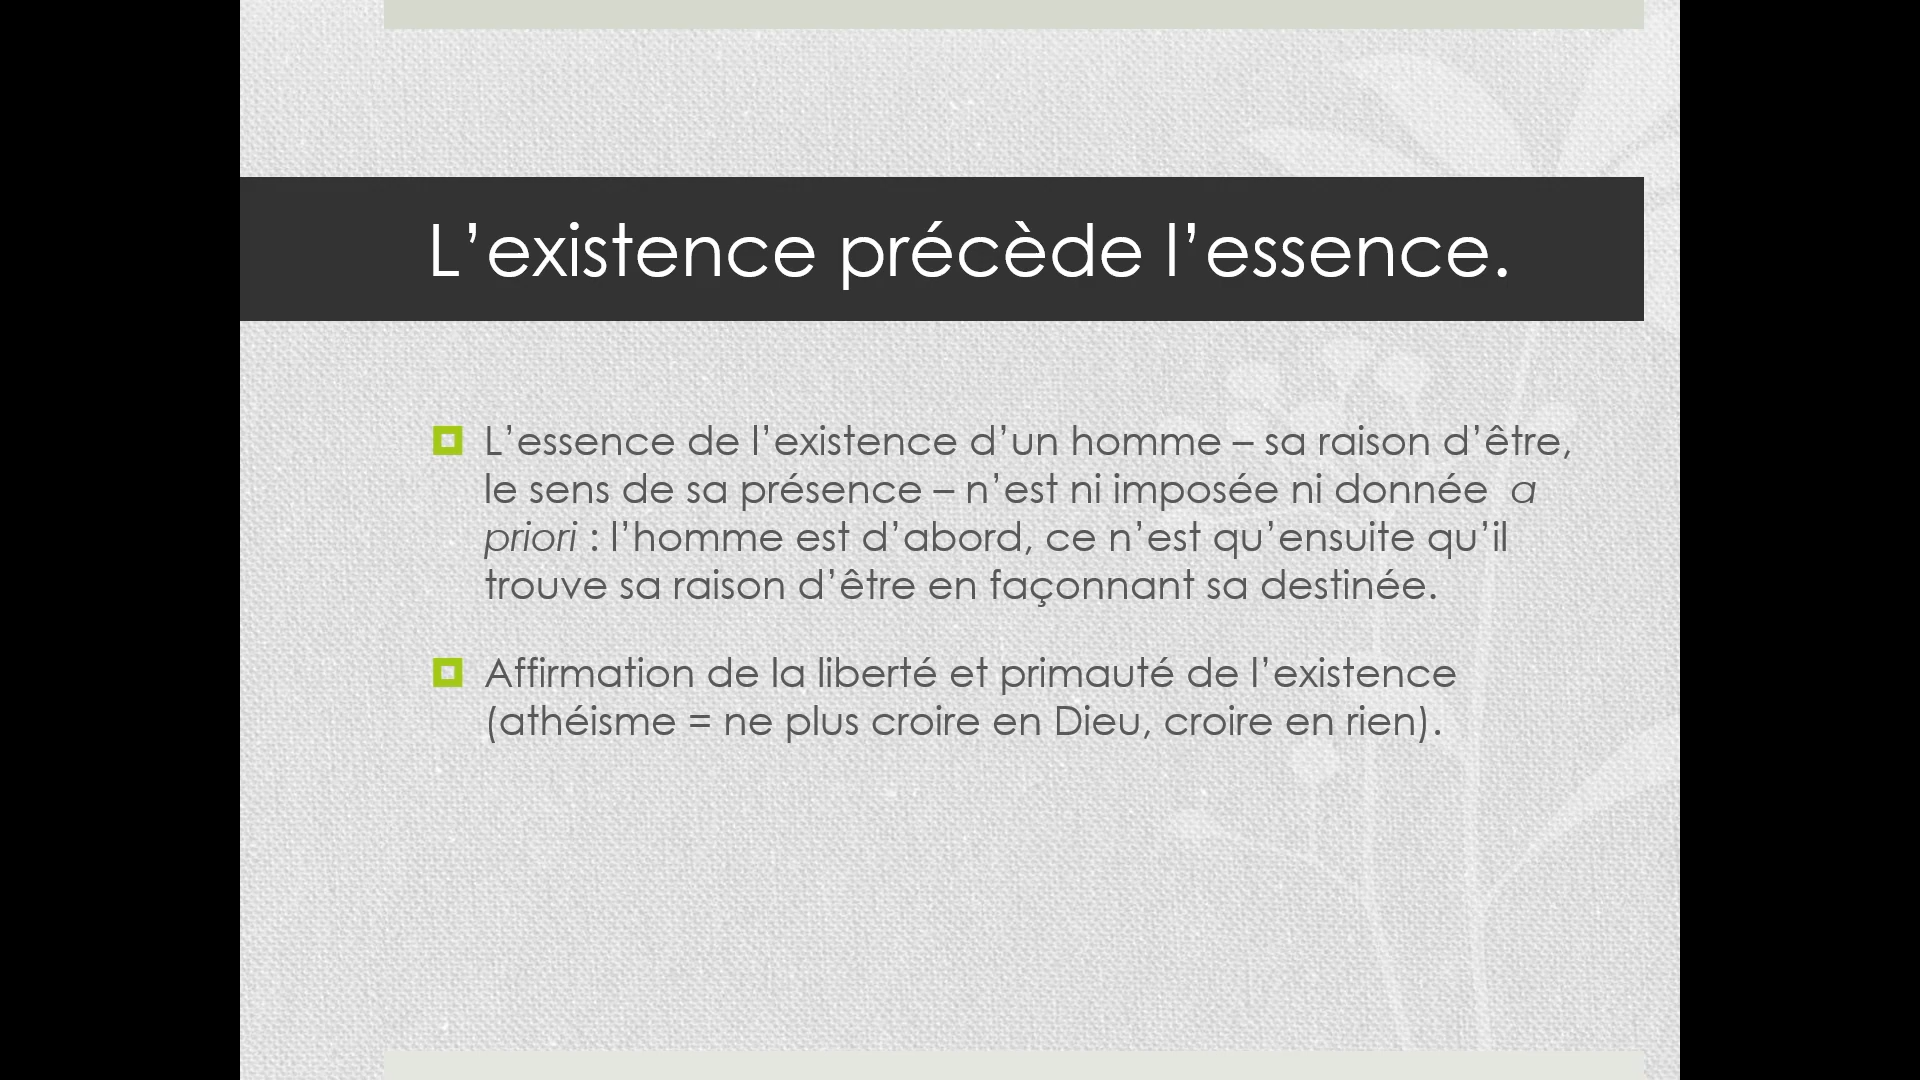 L’existence précède l’essence.
L’essence de l’existence d’un homme – sa raison d’être,
le sens de sa présence – n’est ni imposée ni donnée a
priori : l’homme est d’abord, ce n’est qu’ensuite qu’il
trouve sa raison d’être en façonnant sa destinée.
Affirmation de la liberté et primauté de l’existence
(athéisme = ne plus croire en Dieu, croire en rien).